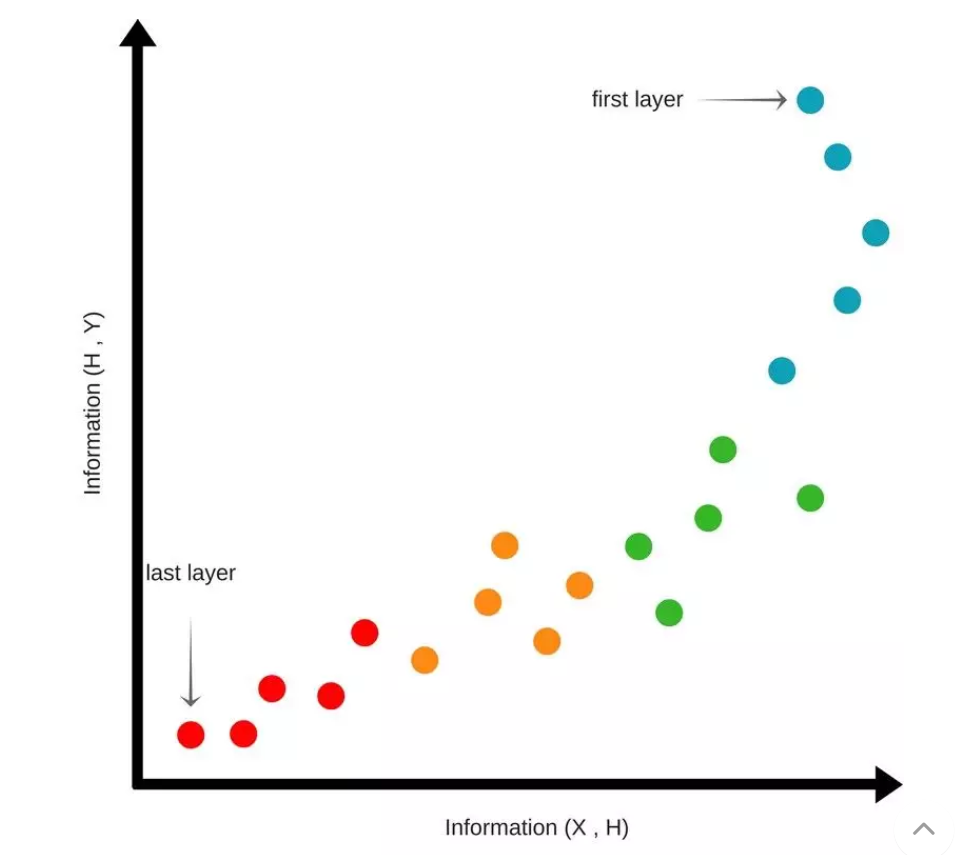 first layer
Information (H , Y)
last layer
Information (X , H)